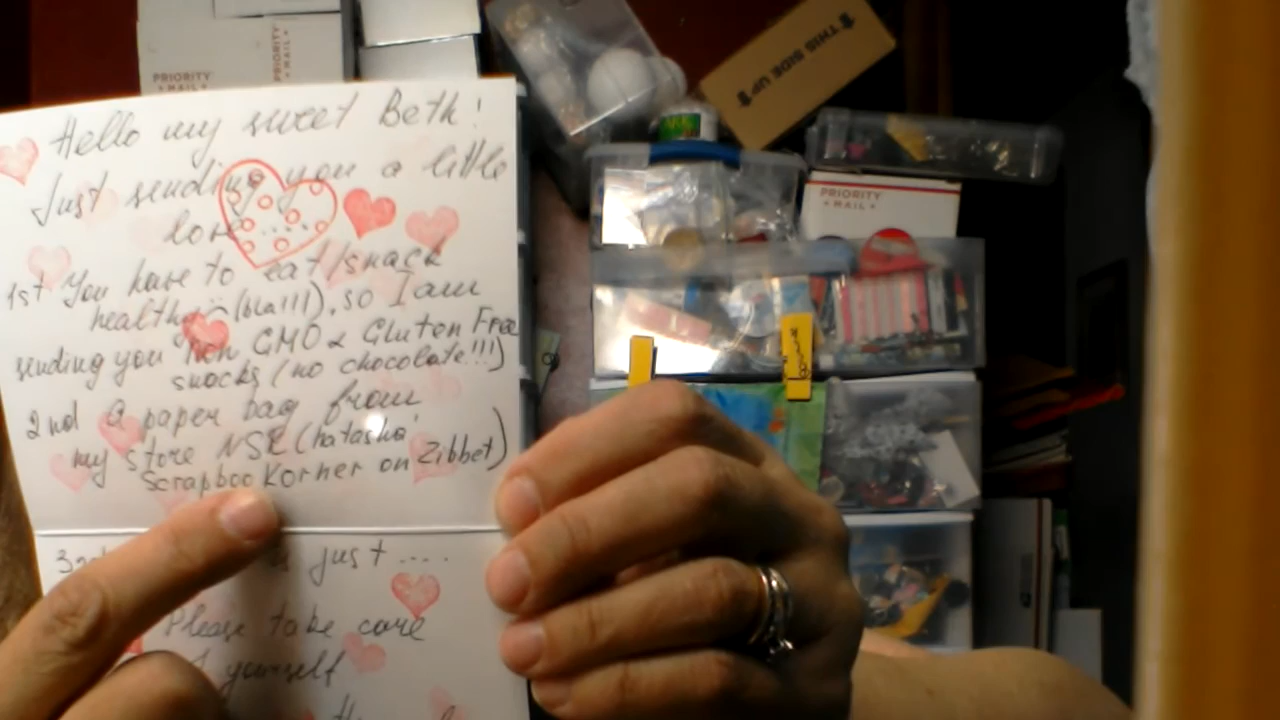 Hello my sweet Beth!
Just sending you a little
love....
1st You have to eat/snack
healthy (bla!!!), so I am
sending you Non GMO & Gluten Free
snacks (no chocolate!!!)
2nd a paper bag from
my store NSK (Natasha'
Scrapboo Korner on Zibbet)
just ....
Please take care
yourself
PRIORITY
MAIL
PRIORITY
MAIL
THIS SIDE UP
PRIORITY
MAIL